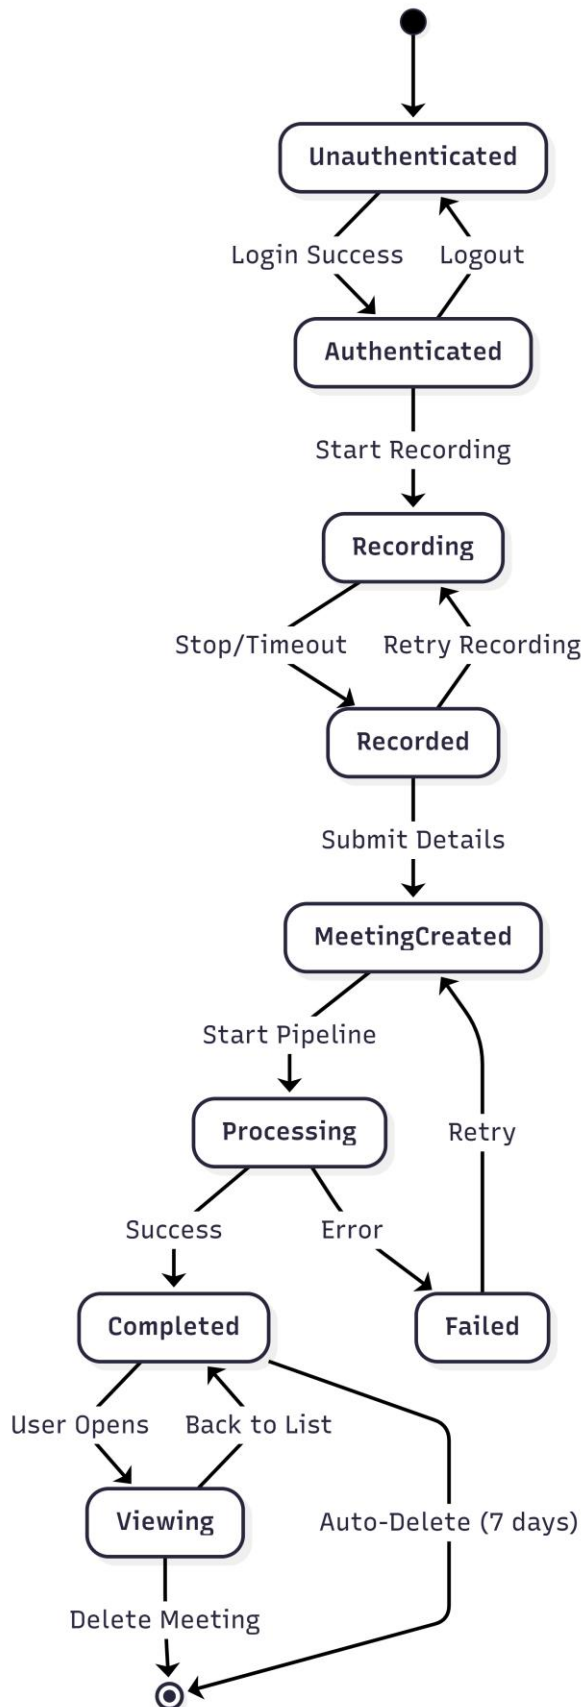 Unauthenticated
Login Success
Logout
Authenticated
Start Recording
Recording
Stop/Timeout
Retry Recording
Recorded
Submit Details
MeetingCreated
Start Pipeline
Processing
Retry
Success
Error
Completed
Failed
User Opens
Back to List
Viewing
Auto-Delete (7 days)
Delete Meeting